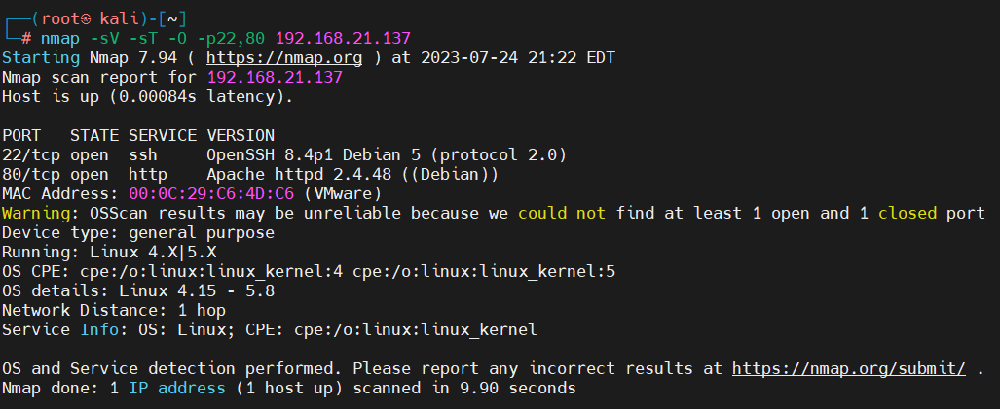 ┌──(root㉿ kali)-[~]
└─# nmap -sV -sT -O -p22,80 192.168.21.137
Starting Nmap 7.94 ( https://nmap.org ) at 2023-07-24 21:22 EDT
Nmap scan report for 192.168.21.137
Host is up (0.00084s latency).

PORT   STATE SERVICE VERSION
22/tcp open  ssh     OpenSSH 8.4p1 Debian 5 (protocol 2.0)
80/tcp open  http    Apache httpd 2.4.48 ((Debian))
MAC Address: 00:0C:29:C6:4D:C6 (VMware)
Warning: OSScan results may be unreliable because we could not find at least 1 open and 1 closed port
Device type: general purpose
Running: Linux 4.X|5.X
OS CPE: cpe:/o:linux:linux_kernel:4 cpe:/o:linux:linux_kernel:5
OS details: Linux 4.15 - 5.8
Network Distance: 1 hop
Service Info: OS: Linux; CPE: cpe:/o:linux:linux_kernel

OS and Service detection performed. Please report any incorrect results at https://nmap.org/submit/ .
Nmap done: 1 IP address (1 host up) scanned in 9.90 seconds